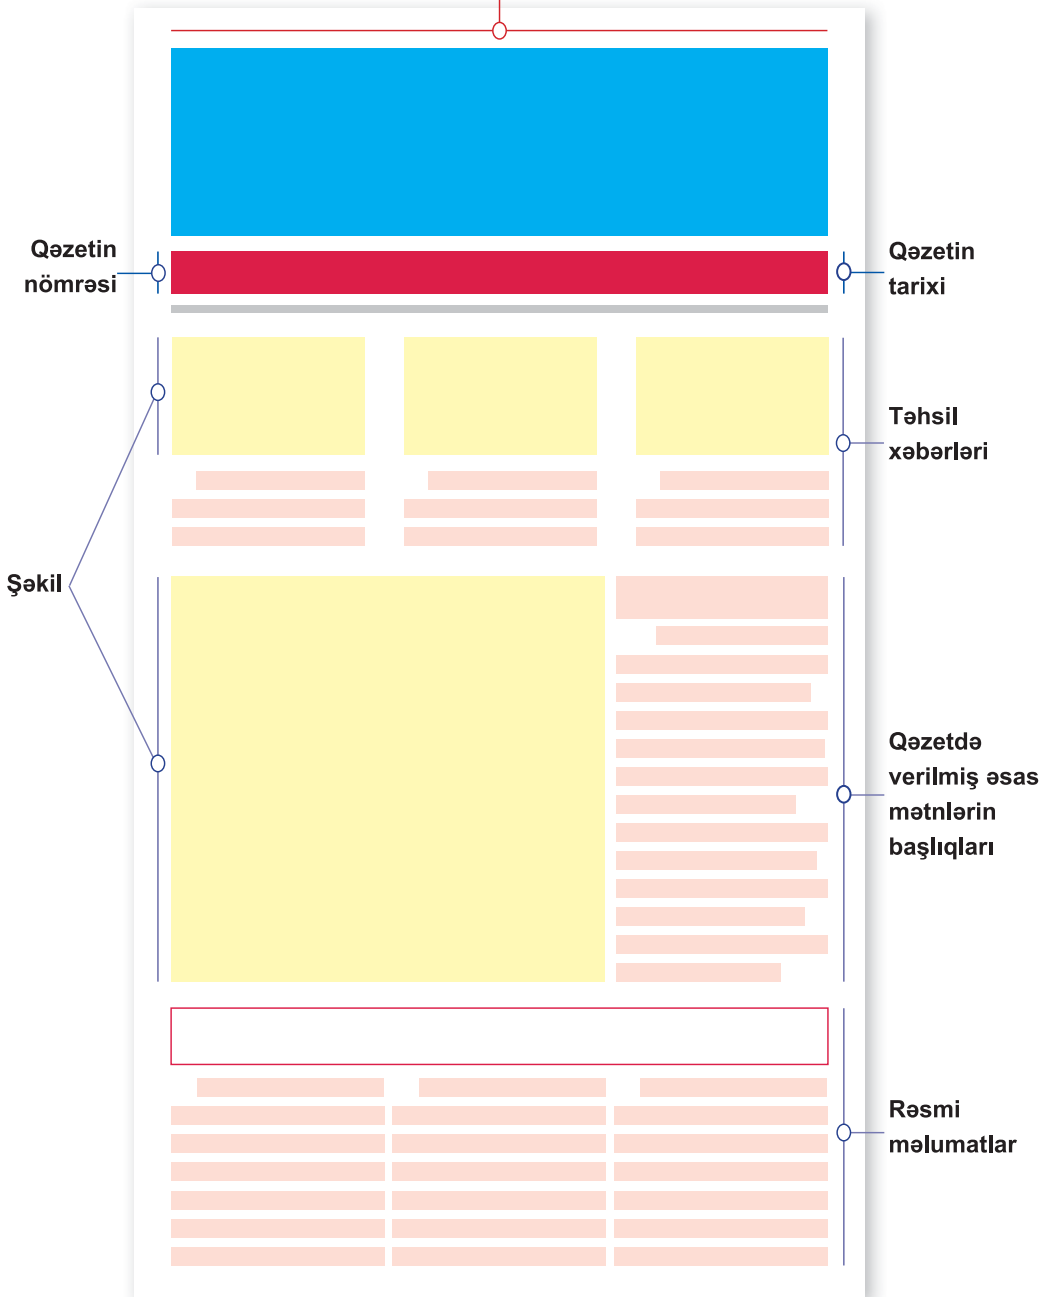 Qəzetin
nömrəsi
Qəzetin
tarixi
Təhsil
xəbərləri
Şəkil
Qəzetdə
verilmiş əsas
mətnlərin
başlıqları
Rəsmi
məlumatlar